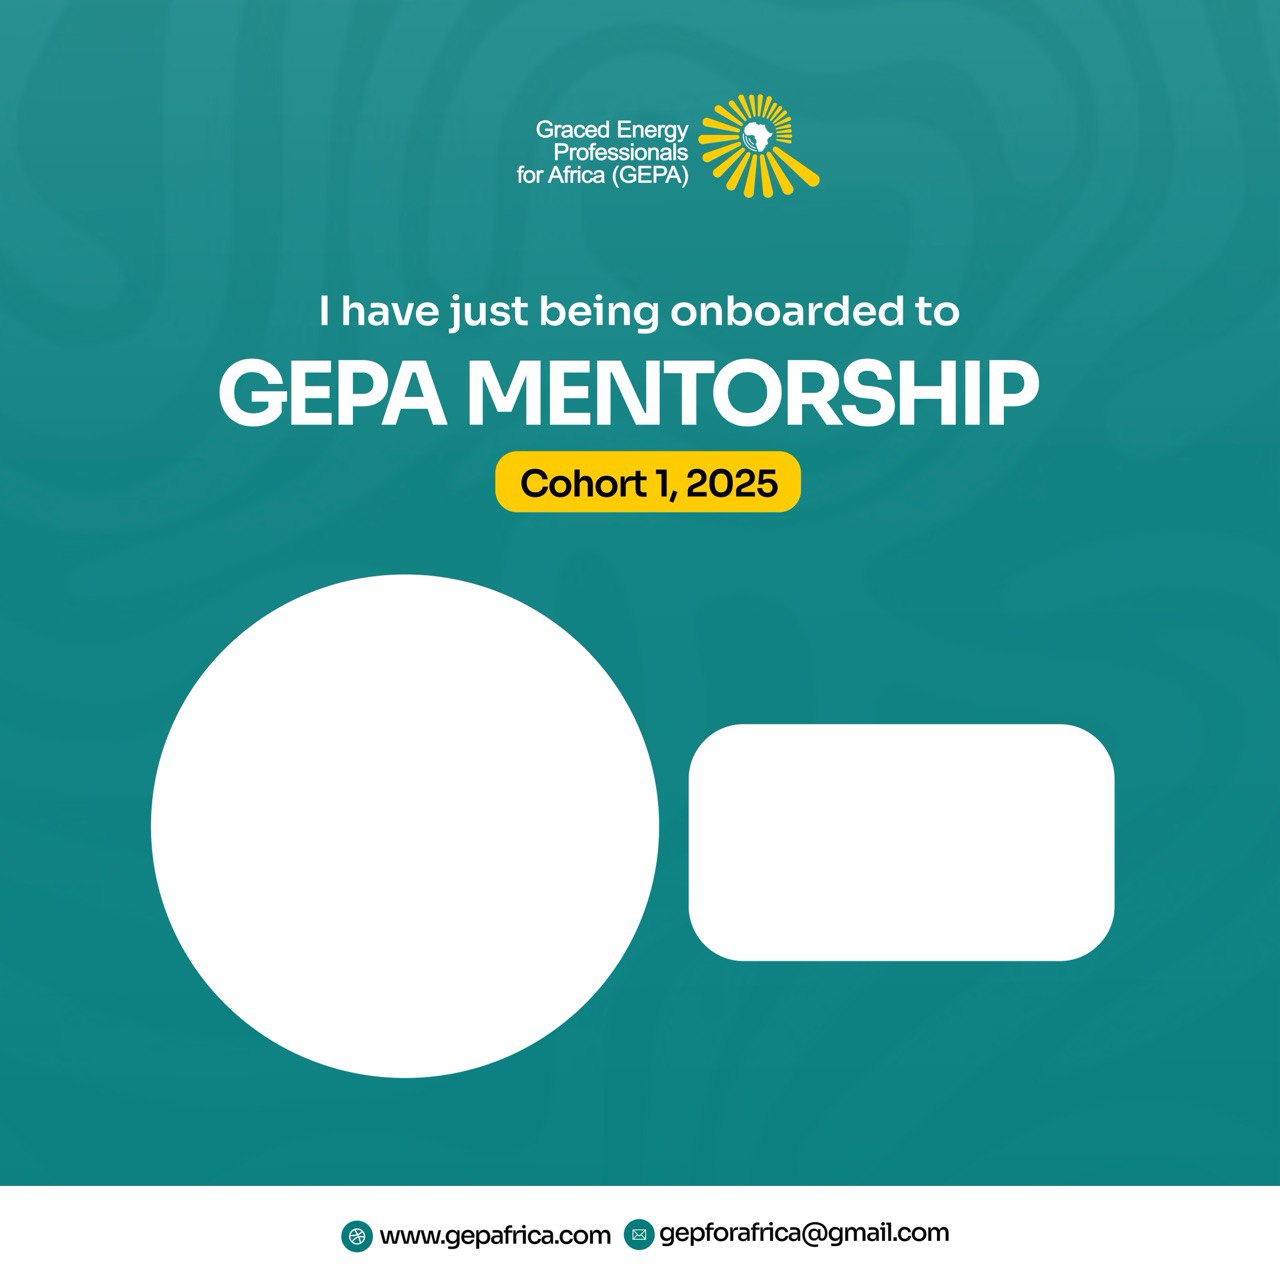 Graced Energy
Professionals
for Africa (GEPA)
I have just being onboarded to
GEPA MENTORSHIP
Cohort 1, 2025
www.gepafrica.com gepforafrica@gmail.com